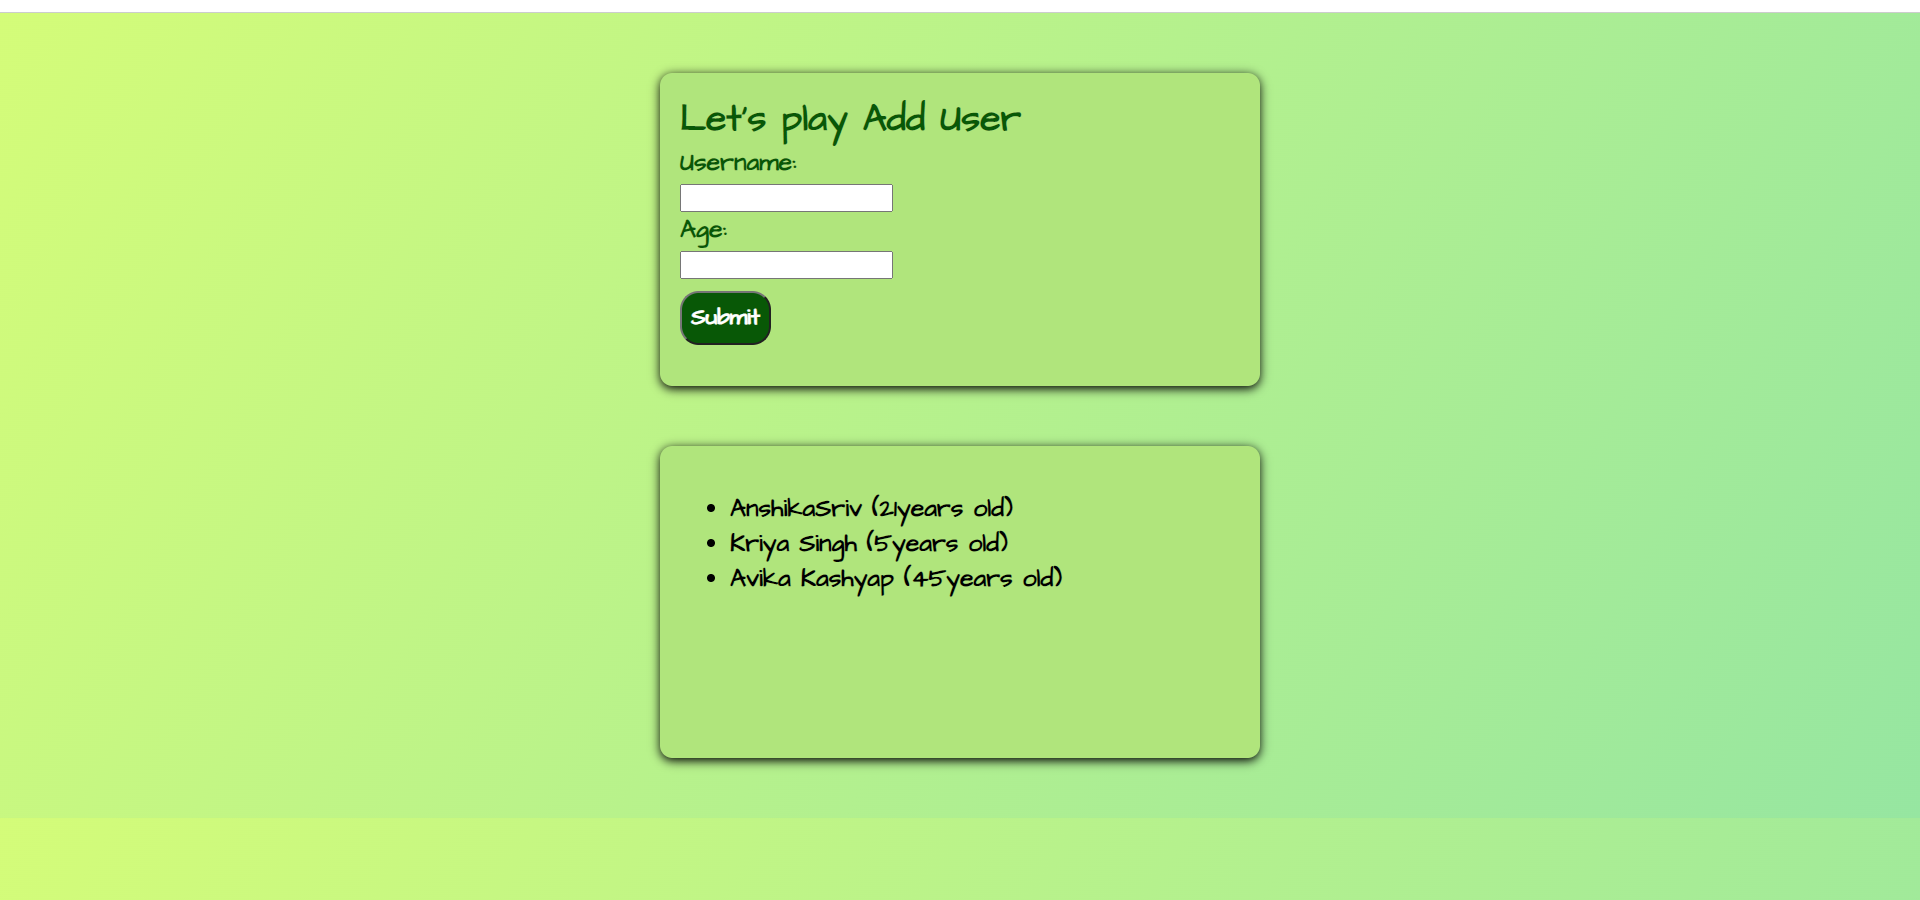 Let's play Add User
Username:
Age:
Submit
AnshikaSriv (21years old)
Kriya Singh (5years old)
Avika Kashyap (45years old)